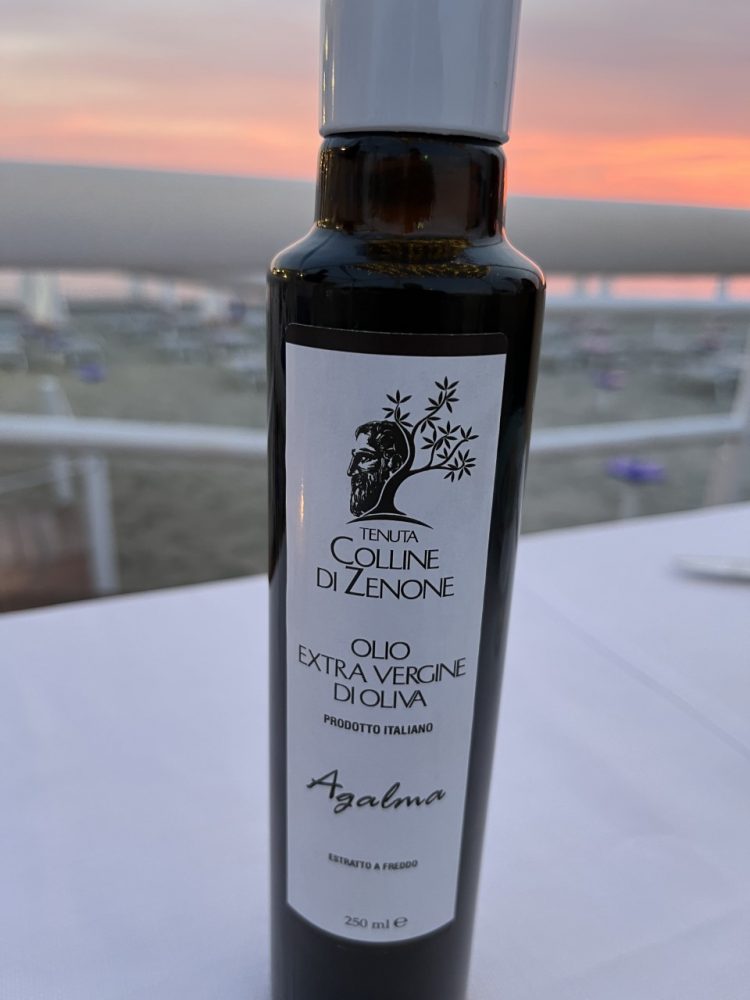 TENUTA
COLLINE
DI ZENONE
OLIO
EXTRA VERGINE
DI OLIVA
PRODOTTO ITALIANO
Agalma
ESTRATTO A FREDDO
250 ml ℮